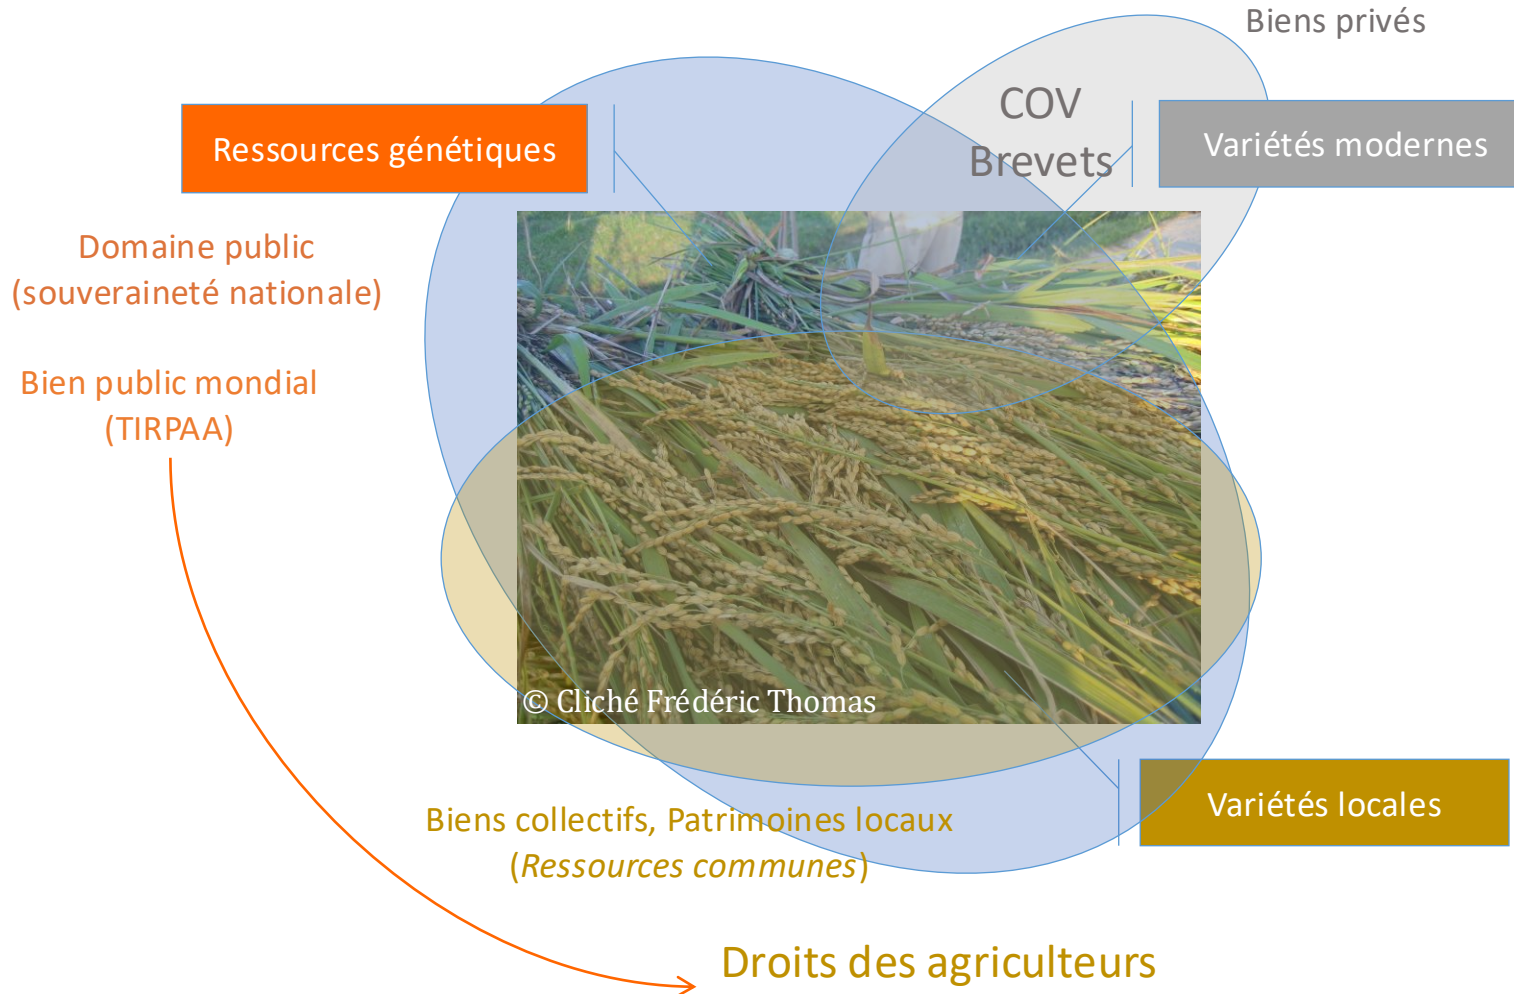 Biens privés
COV
Brevets
Ressources génétiques
Variétés modernes
Domaine public
(souveraineté nationale)
Bien public mondial
(TIRPAA)
© Cliché Frédéric Thomas
Variétés locales
Biens collectifs, Patrimoines locaux
(Ressources communes)
Droits des agriculteurs